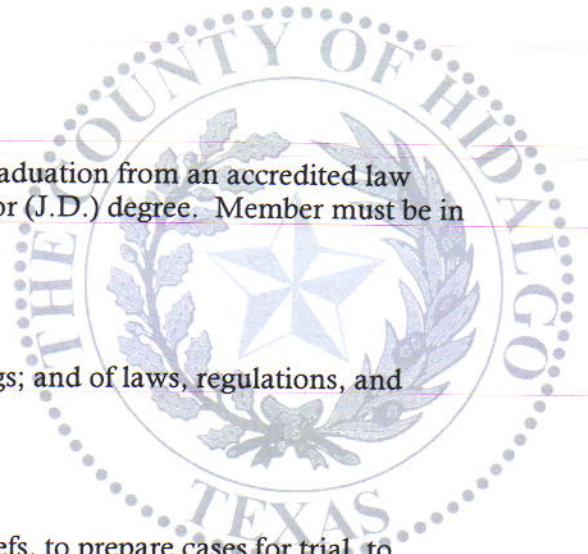 THE COUNTY OF HIDALGO
aduation from an accredited law
or (J.D.) degree. Member must be in
gs; and of laws, regulations, and
TEXAS
efs, to prepare cases for trial, to